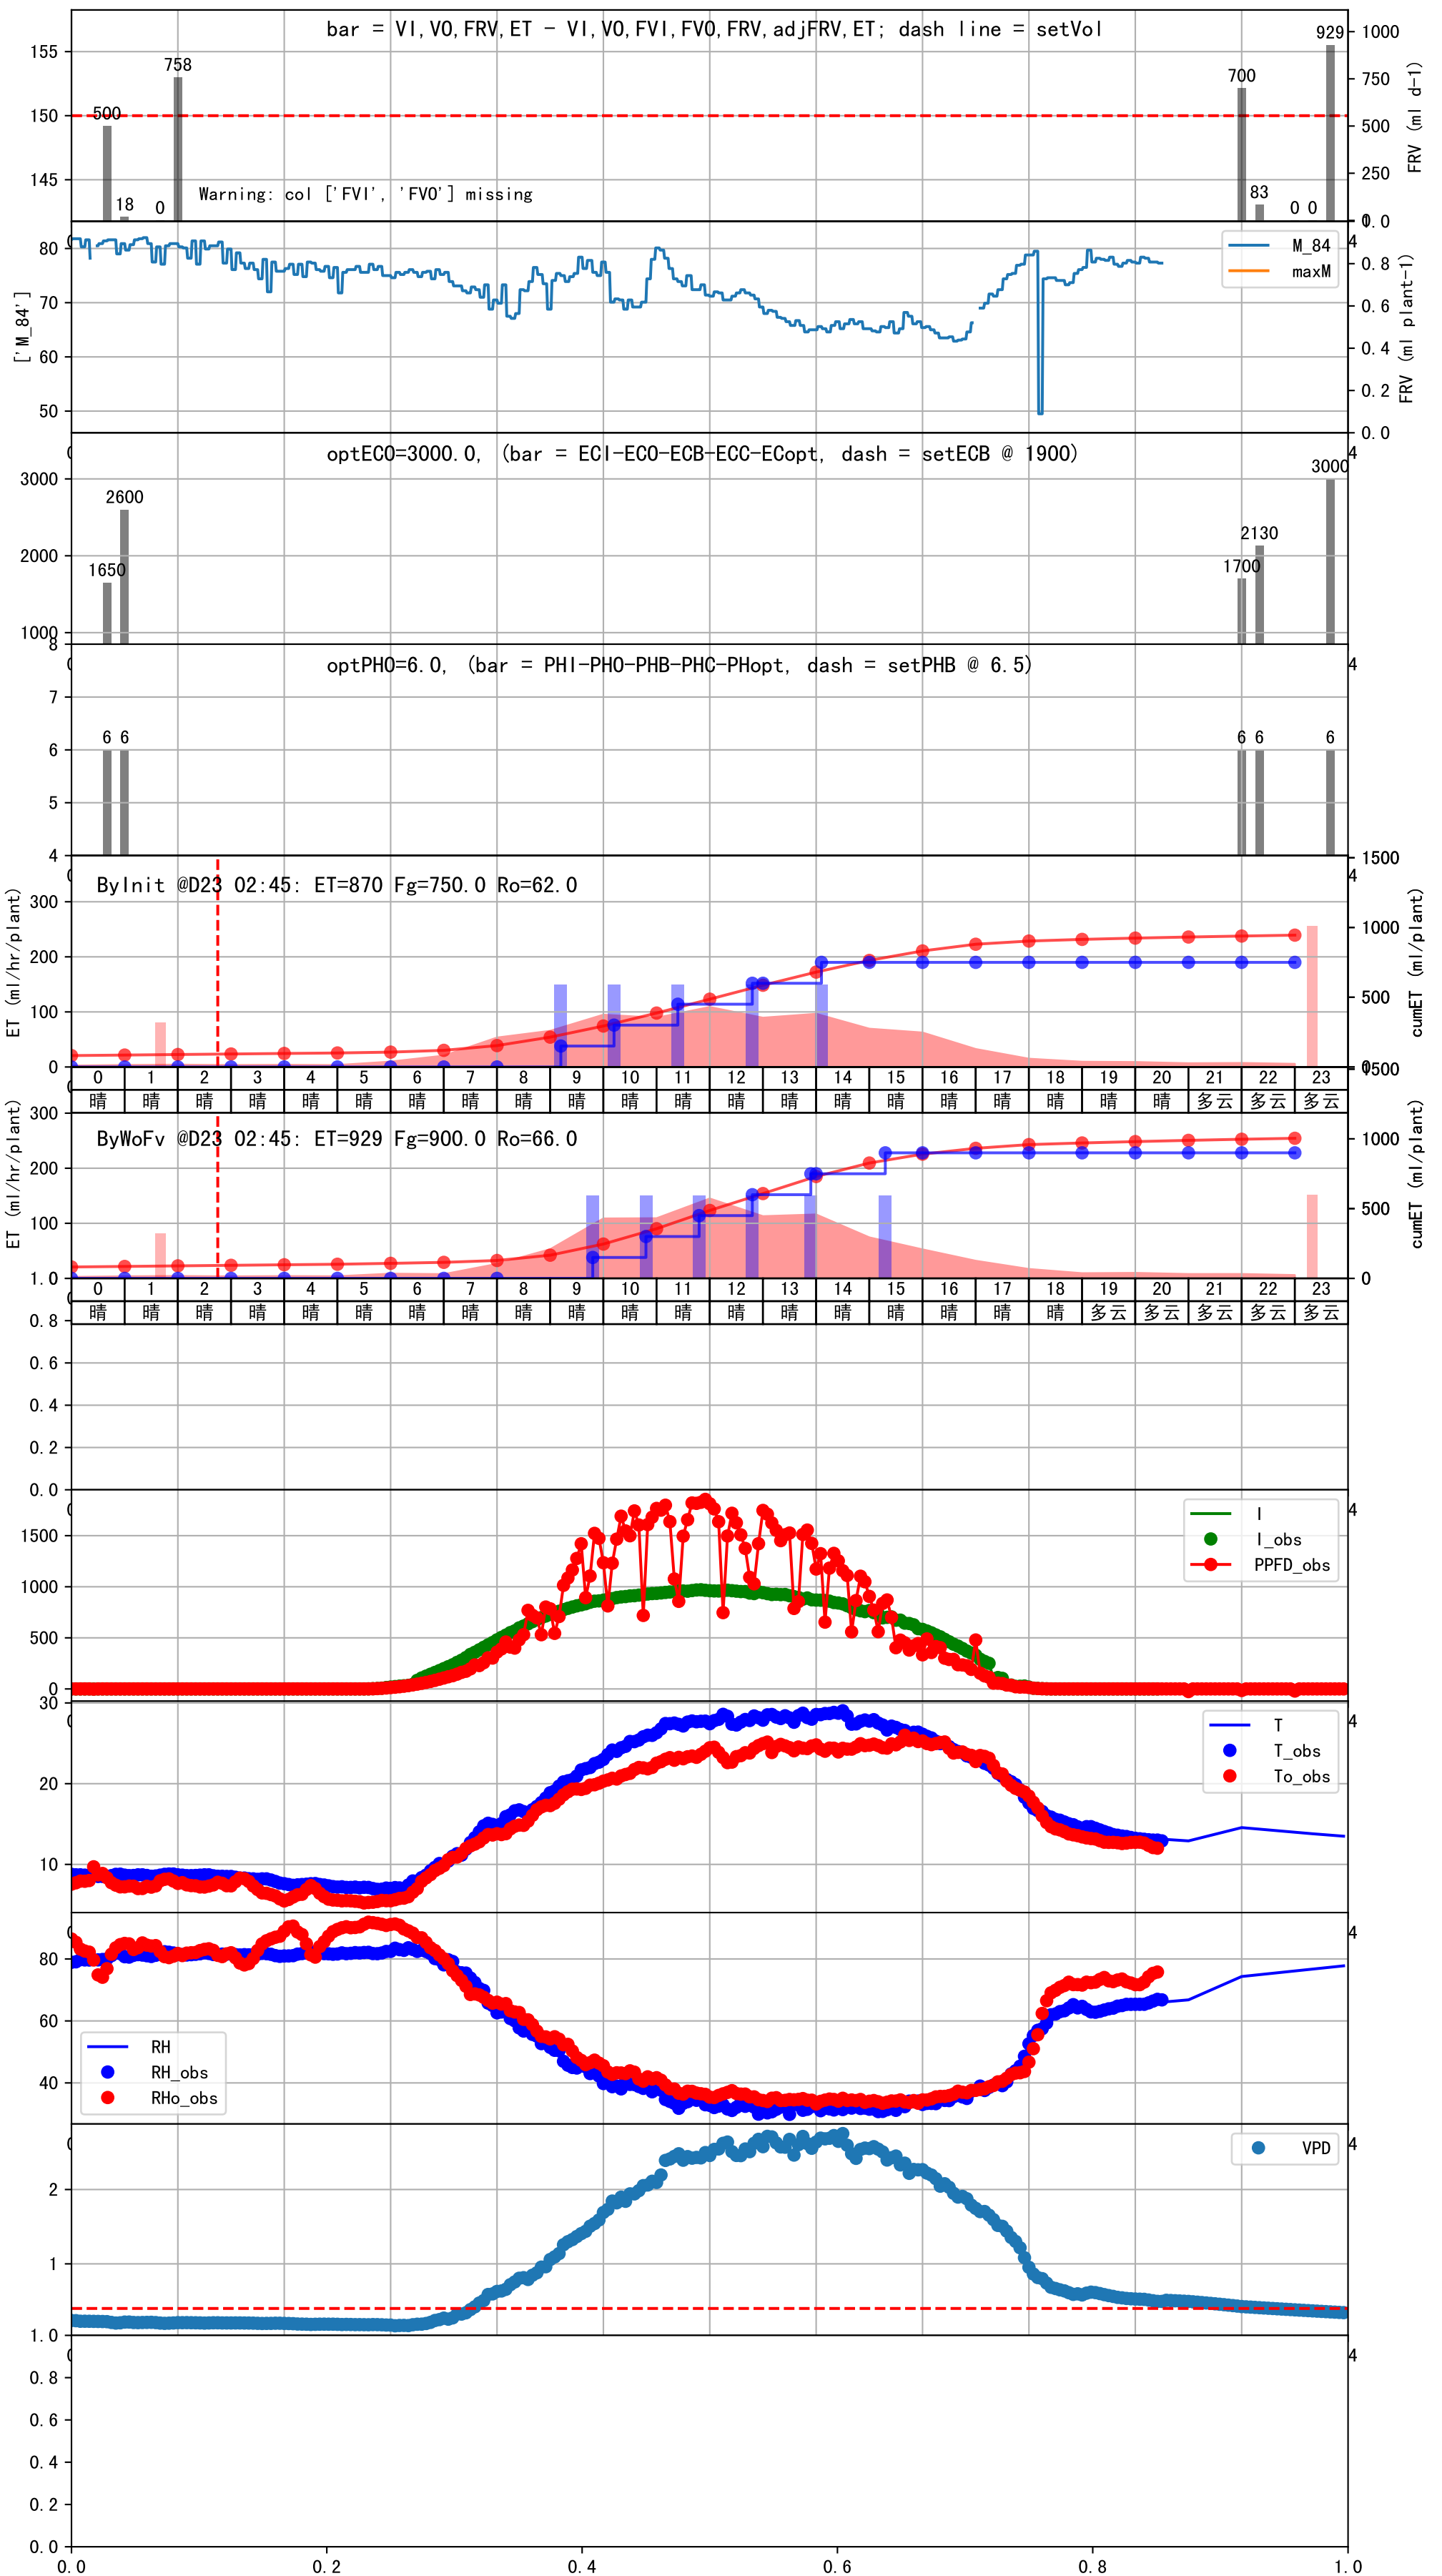 bar = VI,VO,FRV,ET - VI,VO,FVI,FVO,FRV,adjFRV,ET; dash line = setVol
155
150
145
500
18
0
758
700
83
0 0
929
Warning: col ['FVI', 'FVO'] missing
1000
750
500
250
0
FRV (ml d-1)
['M_84']
80
70
60
50
M_84
maxM
1.0
0.8
0.6
0.4
0.2
0.0
FRV (ml plant-1)
optECO=3000.0, (bar = ECI-ECO-ECB-ECC-ECopt, dash = setECB @ 1900)
3000
2000
1000
1650
2600
1700
2130
3000
optPHO=6.0, (bar = PHI-PHO-PHB-PHC-PHopt, dash = setPHB @ 6.5)
8
7
6
5
4
6 6
6 6
6
ByInit @D23 02:45: ET=870 Fg=750.0 Ro=62.0
ET (ml/hr/plant)
300
200
100
0
1500
1000
500
0
cumET (ml/plant)
0 1 2 3 4 5 6 7 8 9 10 11 12 13 14 15 16 17 18 19 20 21 22 23
晴 晴 晴 晴 晴 晴 晴 晴 晴 晴 晴 晴 晴 晴 晴 晴 晴 晴 晴 晴 晴 多云 多云 多云
ByWoFv @D23 02:45: ET=929 Fg=900.0 Ro=66.0
ET (ml/hr/plant)
300
200
100
1500
1000
500
0
cumET (ml/plant)
0 1 2 3 4 5 6 7 8 9 10 11 12 13 14 15 16 17 18 19 20 21 22 23
晴 晴 晴 晴 晴 晴 晴 晴 晴 晴 晴 晴 晴 晴 晴 晴 晴 晴 晴 多云 多云 多云 多云 多云
1.0
0.8
0.6
0.4
0.2
0.0
1500
1000
500
0
I
I_obs
PPFD_obs
30
20
10
T
T_obs
To_obs
80
60
40
RH
RH_obs
RHo_obs
2
1
VPD
1.0
0.8
0.6
0.4
0.2
0.0
0.0 0.2 0.4 0.6 0.8 1.0